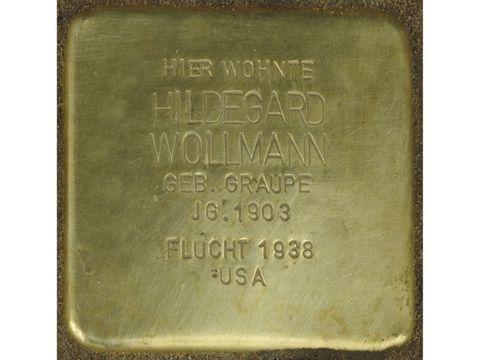 HIER WOHNTE
HILDEGARD
WOLLMANN
GEB. GRAUPE
JG. 1903
FLUCHT 1938
USA